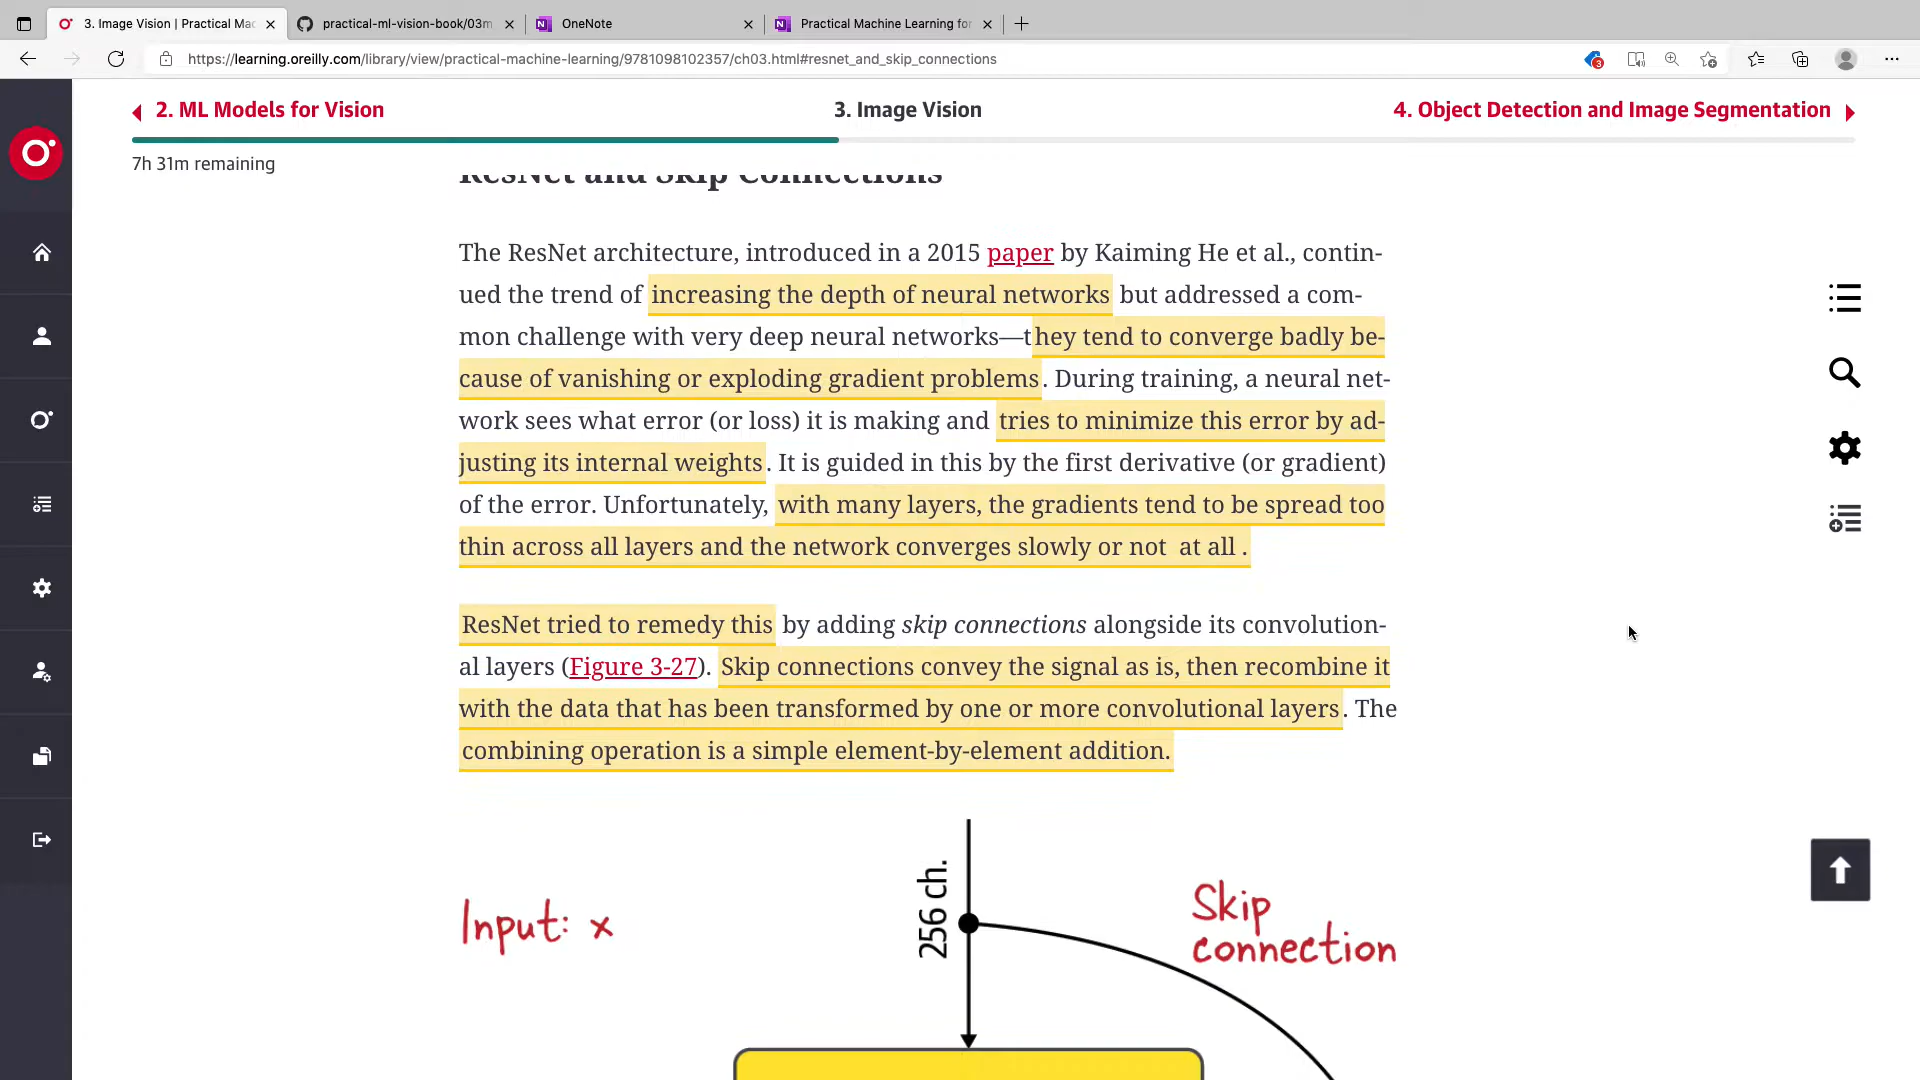 3. Image Vision | Practical Mac
practical-ml-vision-book/03m
OneNote
Practical Machine Learning for
https://learning.oreilly.com/library/view/practical-machine-learning/9781098102357/ch03.html#resnet_and_skip_connections
3
2. ML Models for Vision
3. Image Vision
4. Object Detection and Image Segmentation
7h 31m remaining
ResNet and Skip Connections
The ResNet architecture, introduced in a 2015 paper by Kaiming He et al., contin-
ued the trend of increasing the depth of neural networks but addressed a com-
mon challenge with very deep neural networks—they tend to converge badly be-
cause of vanishing or exploding gradient problems. During training, a neural net-
work sees what error (or loss) it is making and tries to minimize this error by ad-
justing its internal weights. It is guided in this by the first derivative (or gradient)
of the error. Unfortunately, with many layers, the gradients tend to be spread too
thin across all layers and the network converges slowly or not at all .
ResNet tried to remedy this by adding skip connections alongside its convolution-
al layers (Figure 3-27). Skip connections convey the signal as is, then recombine it
with the data that has been transformed by one or more convolutional layers. The
combining operation is a simple element-by-element addition.
256 ch.
Input: x
Skip
connection